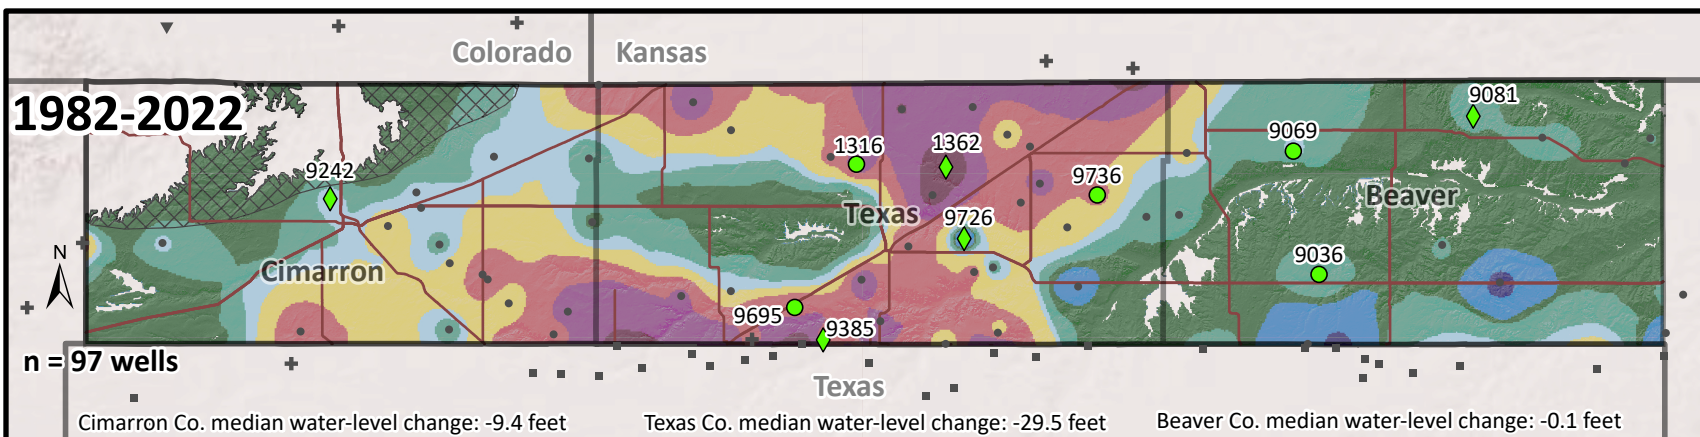 Colorado Kansas
1982-2022
9081
9069
1316 1362
9242
9736
Beaver
Texas
9726
9036
N
Cimarron
9695
9385
n = 97 wells
Texas
Cimarron Co. median water-level change: -9.4 feet Texas Co. median water-level change: -29.5 feet Beaver Co. median water-level change: -0.1 feet